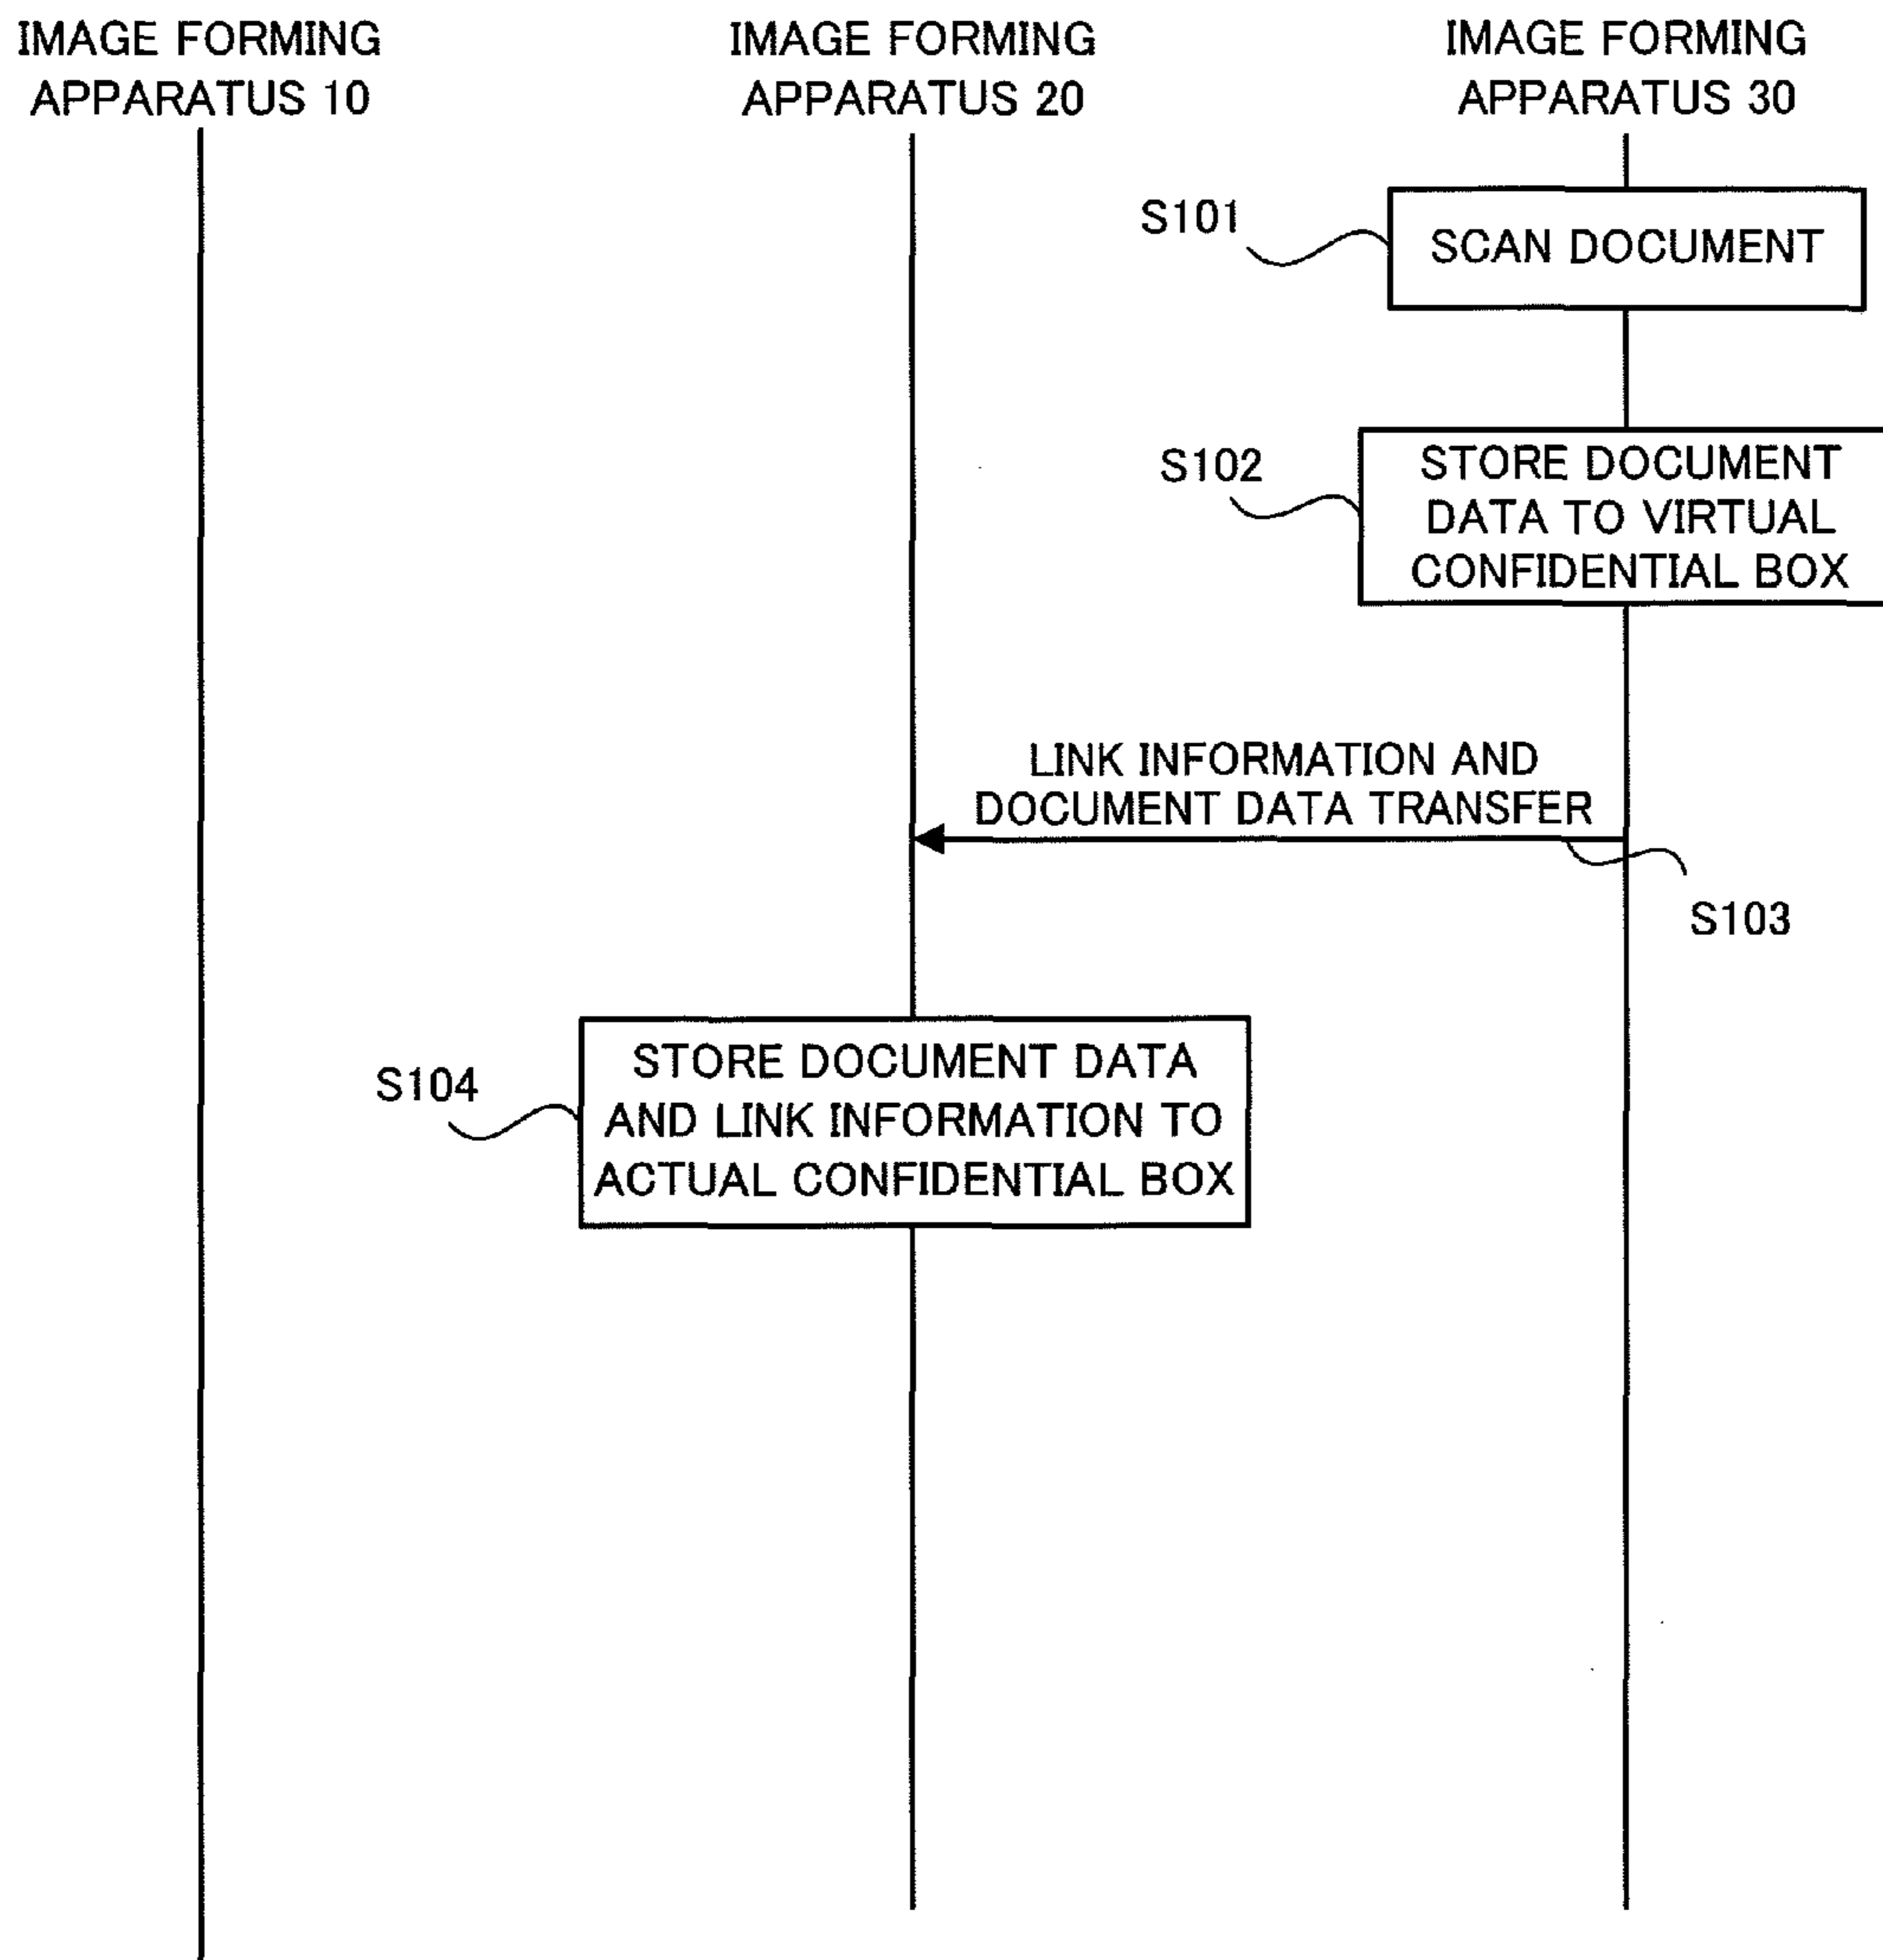 IMAGE FORMING
APPARATUS 10
IMAGE FORMING
APPARATUS 20
IMAGE FORMING
APPARATUS 30
S101
SCAN DOCUMENT
S102
STORE DOCUMENT
DATA TO VIRTUAL
CONFIDENTIAL BOX
LINK INFORMATION AND
DOCUMENT DATA TRANSFER
S103
S104
STORE DOCUMENT DATA
AND LINK INFORMATION TO
ACTUAL CONFIDENTIAL BOX